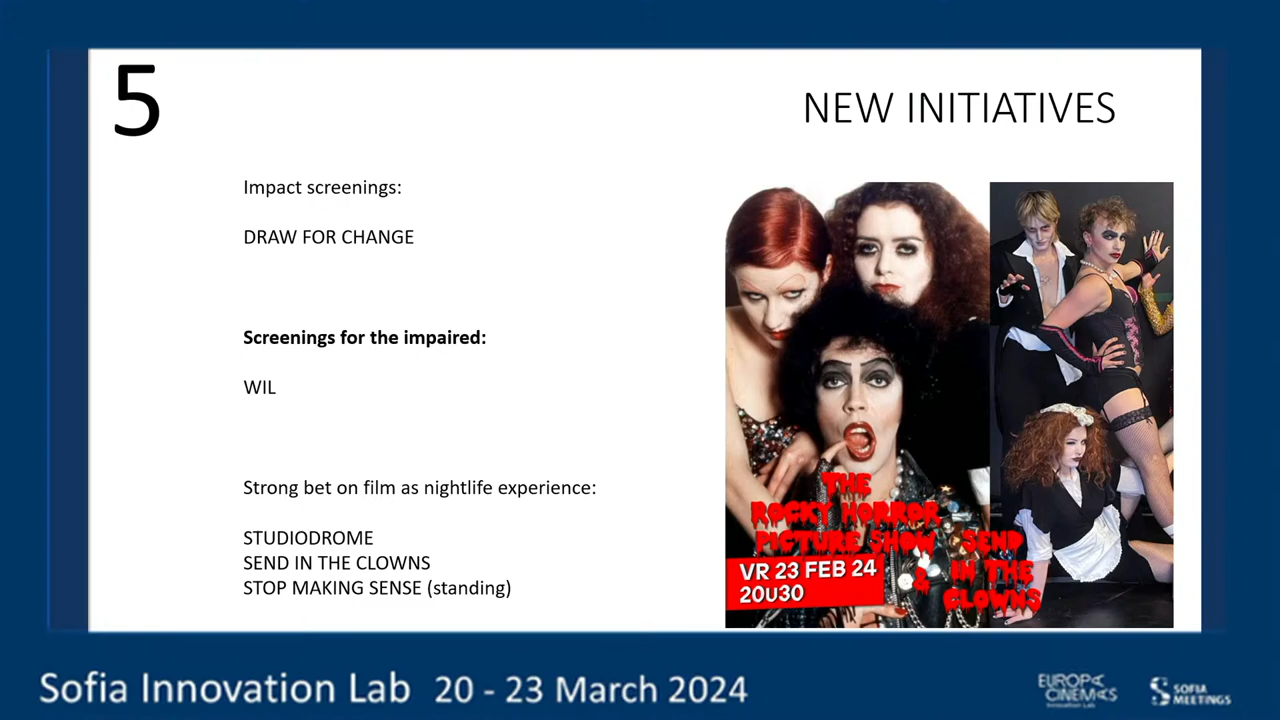 5
NEW INITIATIVES
Impact screenings:
DRAW FOR CHANGE
Screenings for the impaired:
WIL
Strong bet on film as nightlife experience:
STUDIODROME
SEND IN THE CLOWNS
STOP MAKING SENSE (standing)
THE
ROCKY HORROR
PICTURE SHOW
&
SEND
IN THE
CLOWNS
VR 23 FEB 24
20U30
Sofia Innovation Lab 20 - 23 March 2024
EUROPA
CINEMAS
Innovation Lab
SOFIA
MEETINGS